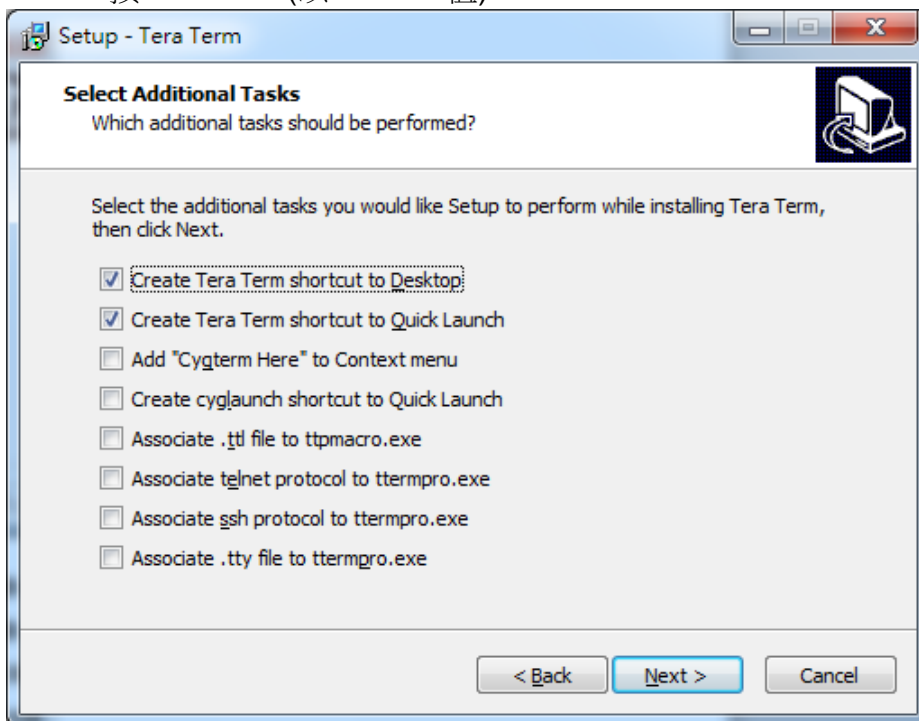 Setup - Tera Term
Select Additional Tasks
Which additional tasks should be performed?
Select the additional tasks you would like Setup to perform while installing Tera Term,
then click Next.
Create Tera Term shortcut to Desktop
Create Tera Term shortcut to Quick Launch
Add "Cygterm Here" to Context menu
Create cyglaunch shortcut to Quick Launch
Associate .ttl file to ttpmacro.exe
Associate telnet protocol to ttermpro.exe
Associate ssh protocol to ttermpro.exe
Associate .tty file to ttermpro.exe
< Back
Next >
Cancel